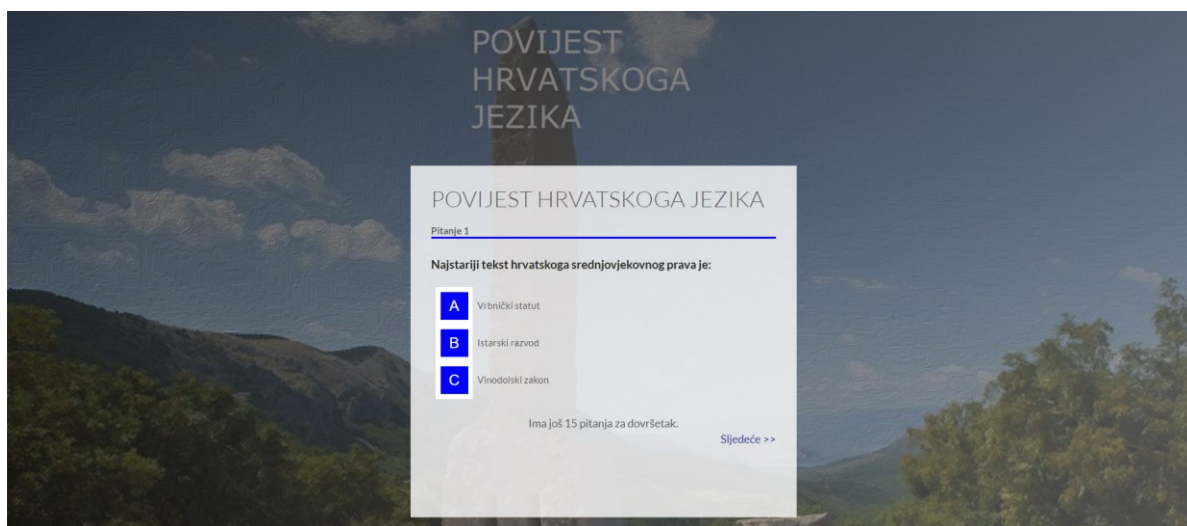 POVIJEST
HRVATSKOGA
JEZIKA
POVIJEST HRVATSKOGA JEZIKA
Pitanje 1
Najstariji tekst hrvatskoga srednjovjekovnog prava je:
A Vrbnički statut
B Istarski razvod
C Vinodolski zakon
Ima još 15 pitanja za dovršetak.
Sljedeće >>